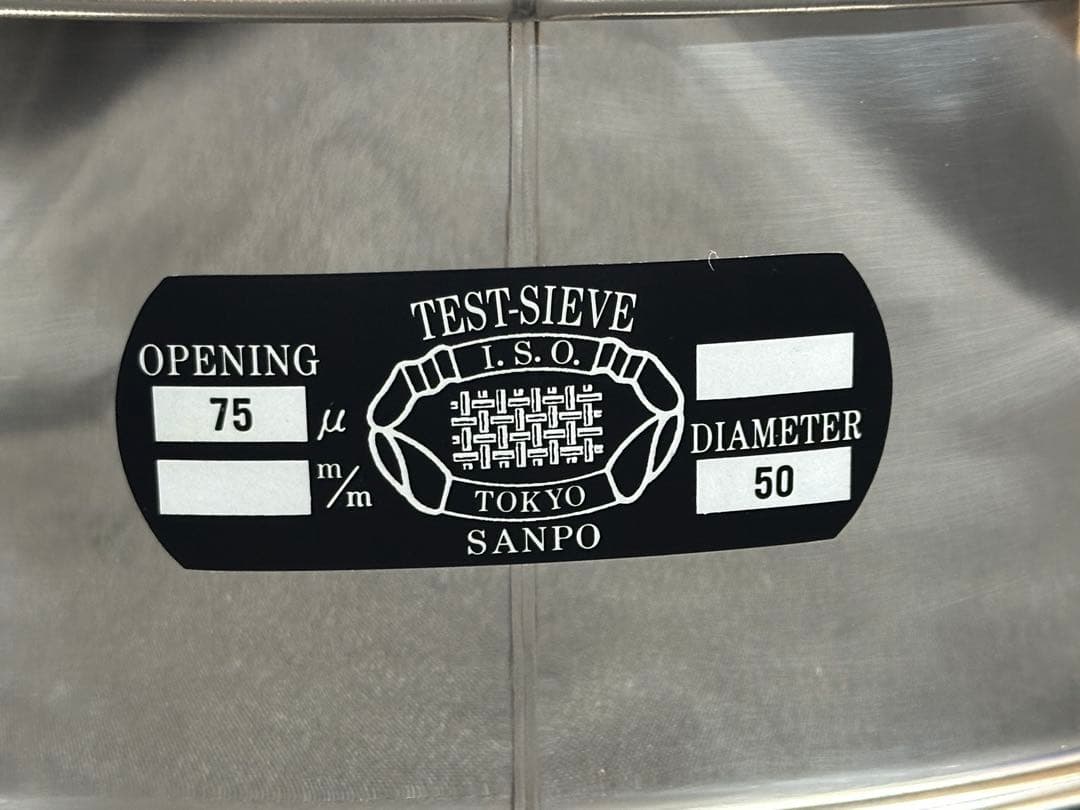 TEST-SIEVE
I. S. O.
OPENING
75 μ
m/m
DIAMETER
50
TOKYO
SANPO